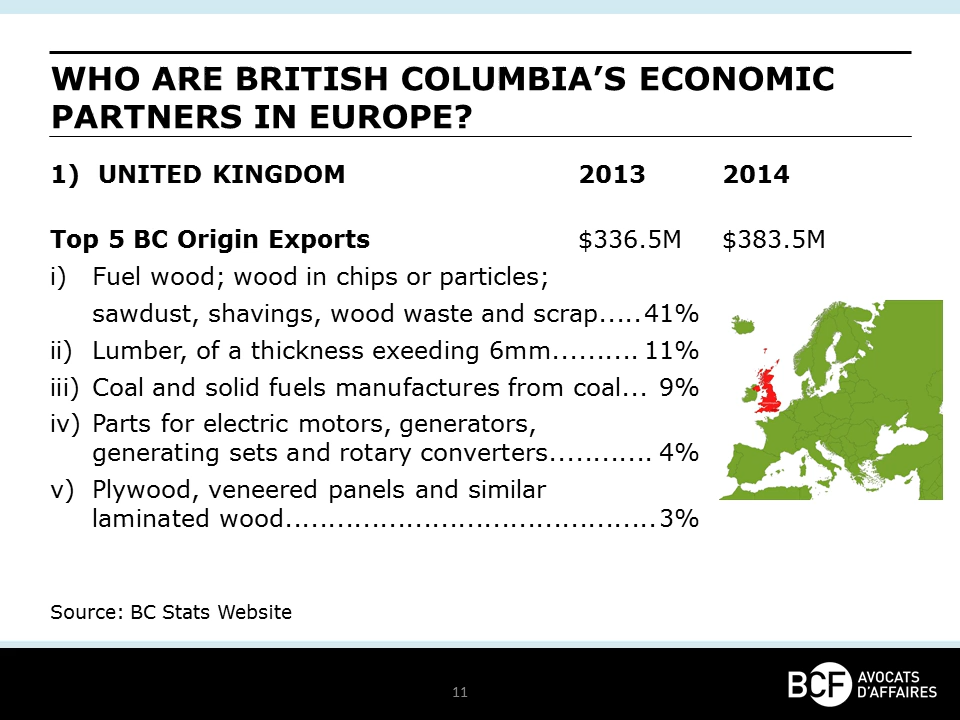 WHO ARE BRITISH COLUMBIA’S ECONOMIC
PARTNERS IN EUROPE?
1) UNITED KINGDOM 2013 2014
Top 5 BC Origin Exports $336.5M $383.5M
i) Fuel wood; wood in chips or particles;
sawdust, shavings, wood waste and scrap.....41%
ii) Lumber, of a thickness exeeding 6mm.......... 11%
iii) Coal and solid fuels manufactures from coal... 9%
iv) Parts for electric motors, generators,
generating sets and rotary converters............ 4%
v) Plywood, veneered panels and similar
laminated wood...........................................3%
Source: BC Stats Website
11
BCF AVOCATS
D’AFFAIRES